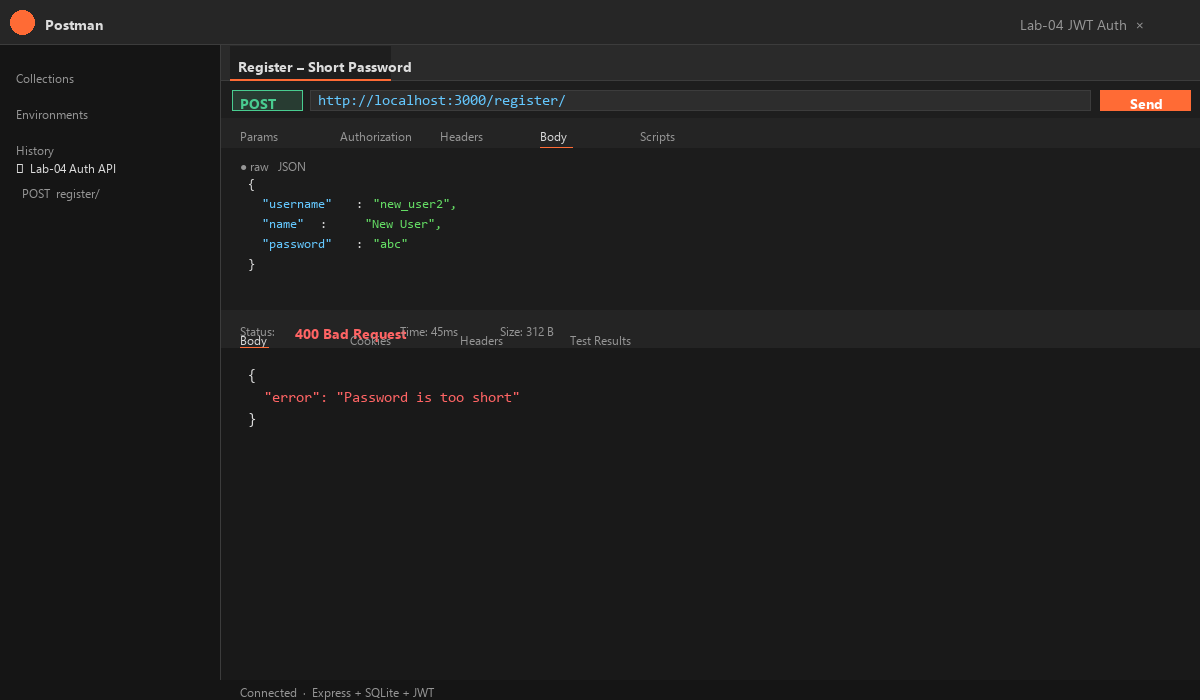 Postman
Lab-04 JWT Auth ×
Collections
Environments
History
Lab-04 Auth API
POST register/
Register – Short Password
POST http://localhost:3000/register/ Send
Params Authorization Headers Body Scripts
● raw JSON
{
"username" : "new_user2",
"name" : "New User",
"password" : "abc"
}
Status: 400 Bad Request Time: 45ms Size: 312 B
Body Cookies Headers Test Results
{
"error": "Password is too short"
}
Connected · Express + SQLite + JWT